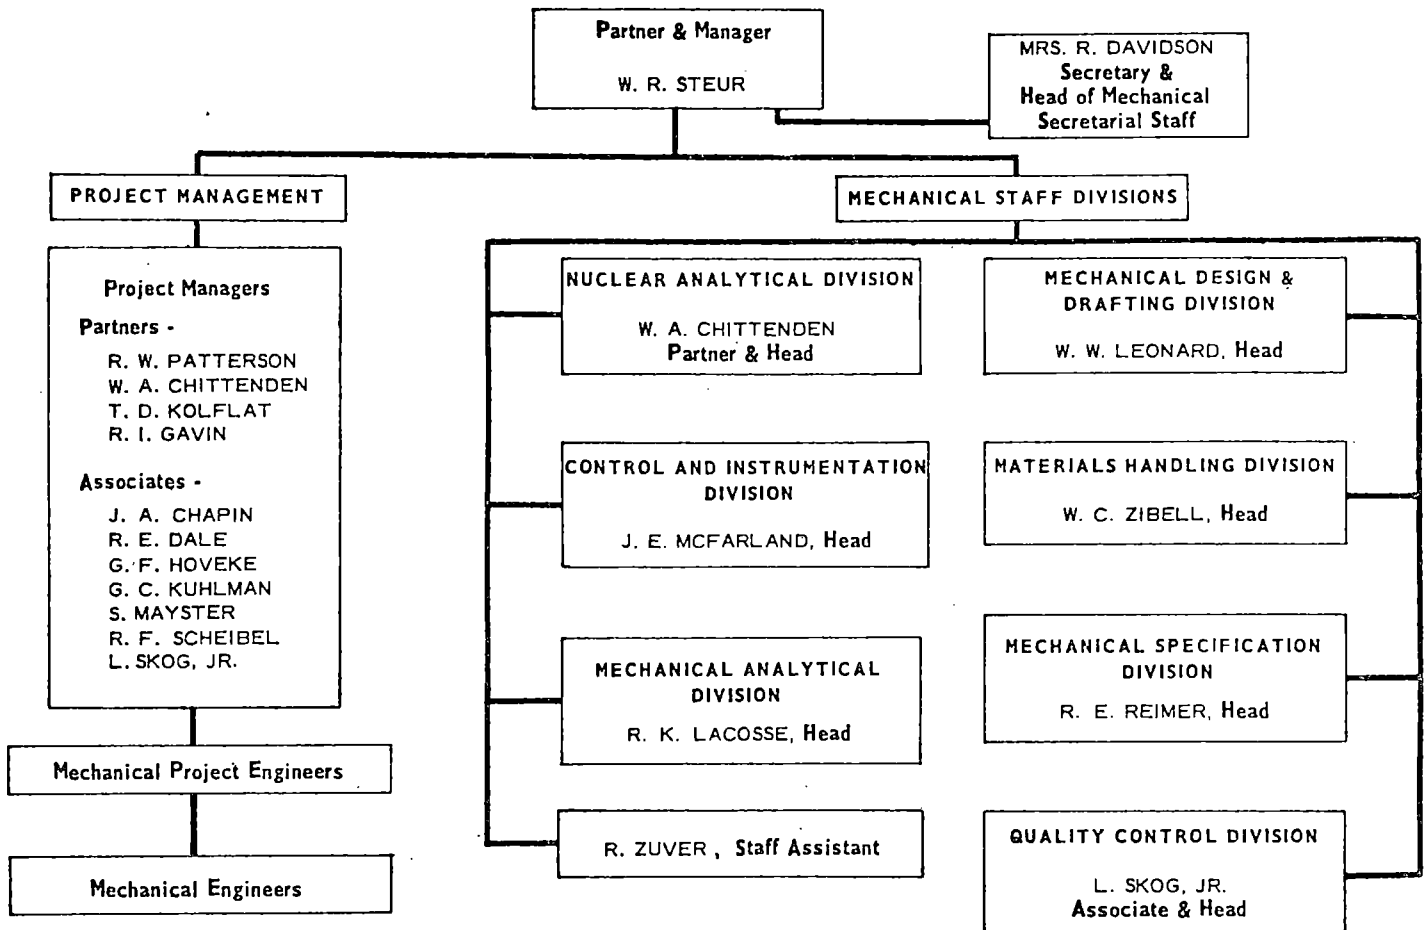 Partner & Manager
W. R. STEUR
MRS. R. DAVIDSON
Secretary &
Head of Mechanical
Secretarial Staff
PROJECT MANAGEMENT
Project Managers
Partners -
R. W. PATTERSON
W. A. CHITTENDEN
T. D. KOLFLAT
R. I. GAVIN
Associates -
J. A. CHAPIN
R. E. DALE
G. F. HOVEKE
G. C. KUHLMAN
S. MAYSTER
R. F. SCHEIBEL
L. SKOG, JR.
Mechanical Project Engineers
Mechanical Engineers
MECHANICAL STAFF DIVISIONS
NUCLEAR ANALYTICAL DIVISION
W. A. CHITTENDEN
Partner & Head
CONTROL AND INSTRUMENTATION
DIVISION
J. E. MCFARLAND, Head
MECHANICAL ANALYTICAL
DIVISION
R. K. LACOSSE, Head
R. ZUVER, Staff Assistant
MECHANICAL DESIGN &
DRAFTING DIVISION
W. W. LEONARD, Head
MATERIALS HANDLING DIVISION
W. C. ZIBELL, Head
MECHANICAL SPECIFICATION
DIVISION
R. E. REIMER, Head
QUALITY CONTROL DIVISION
L. SKOG, JR.
Associate & Head